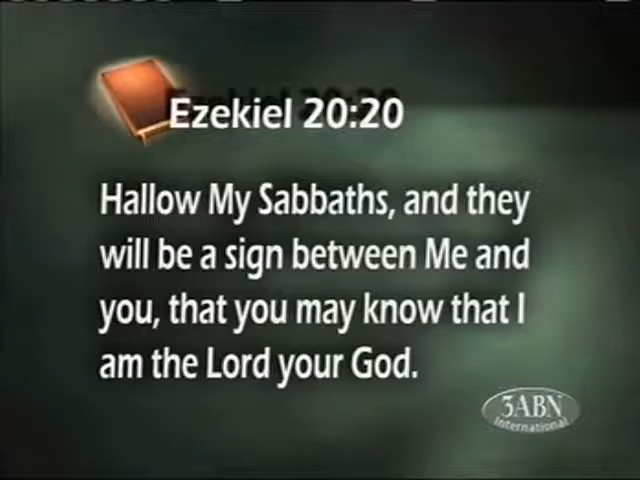 Ezekiel 20:20
Hallow My Sabbaths, and they
will be a sign between Me and
you, that you may know that I
am the Lord your God.
3ABN
International